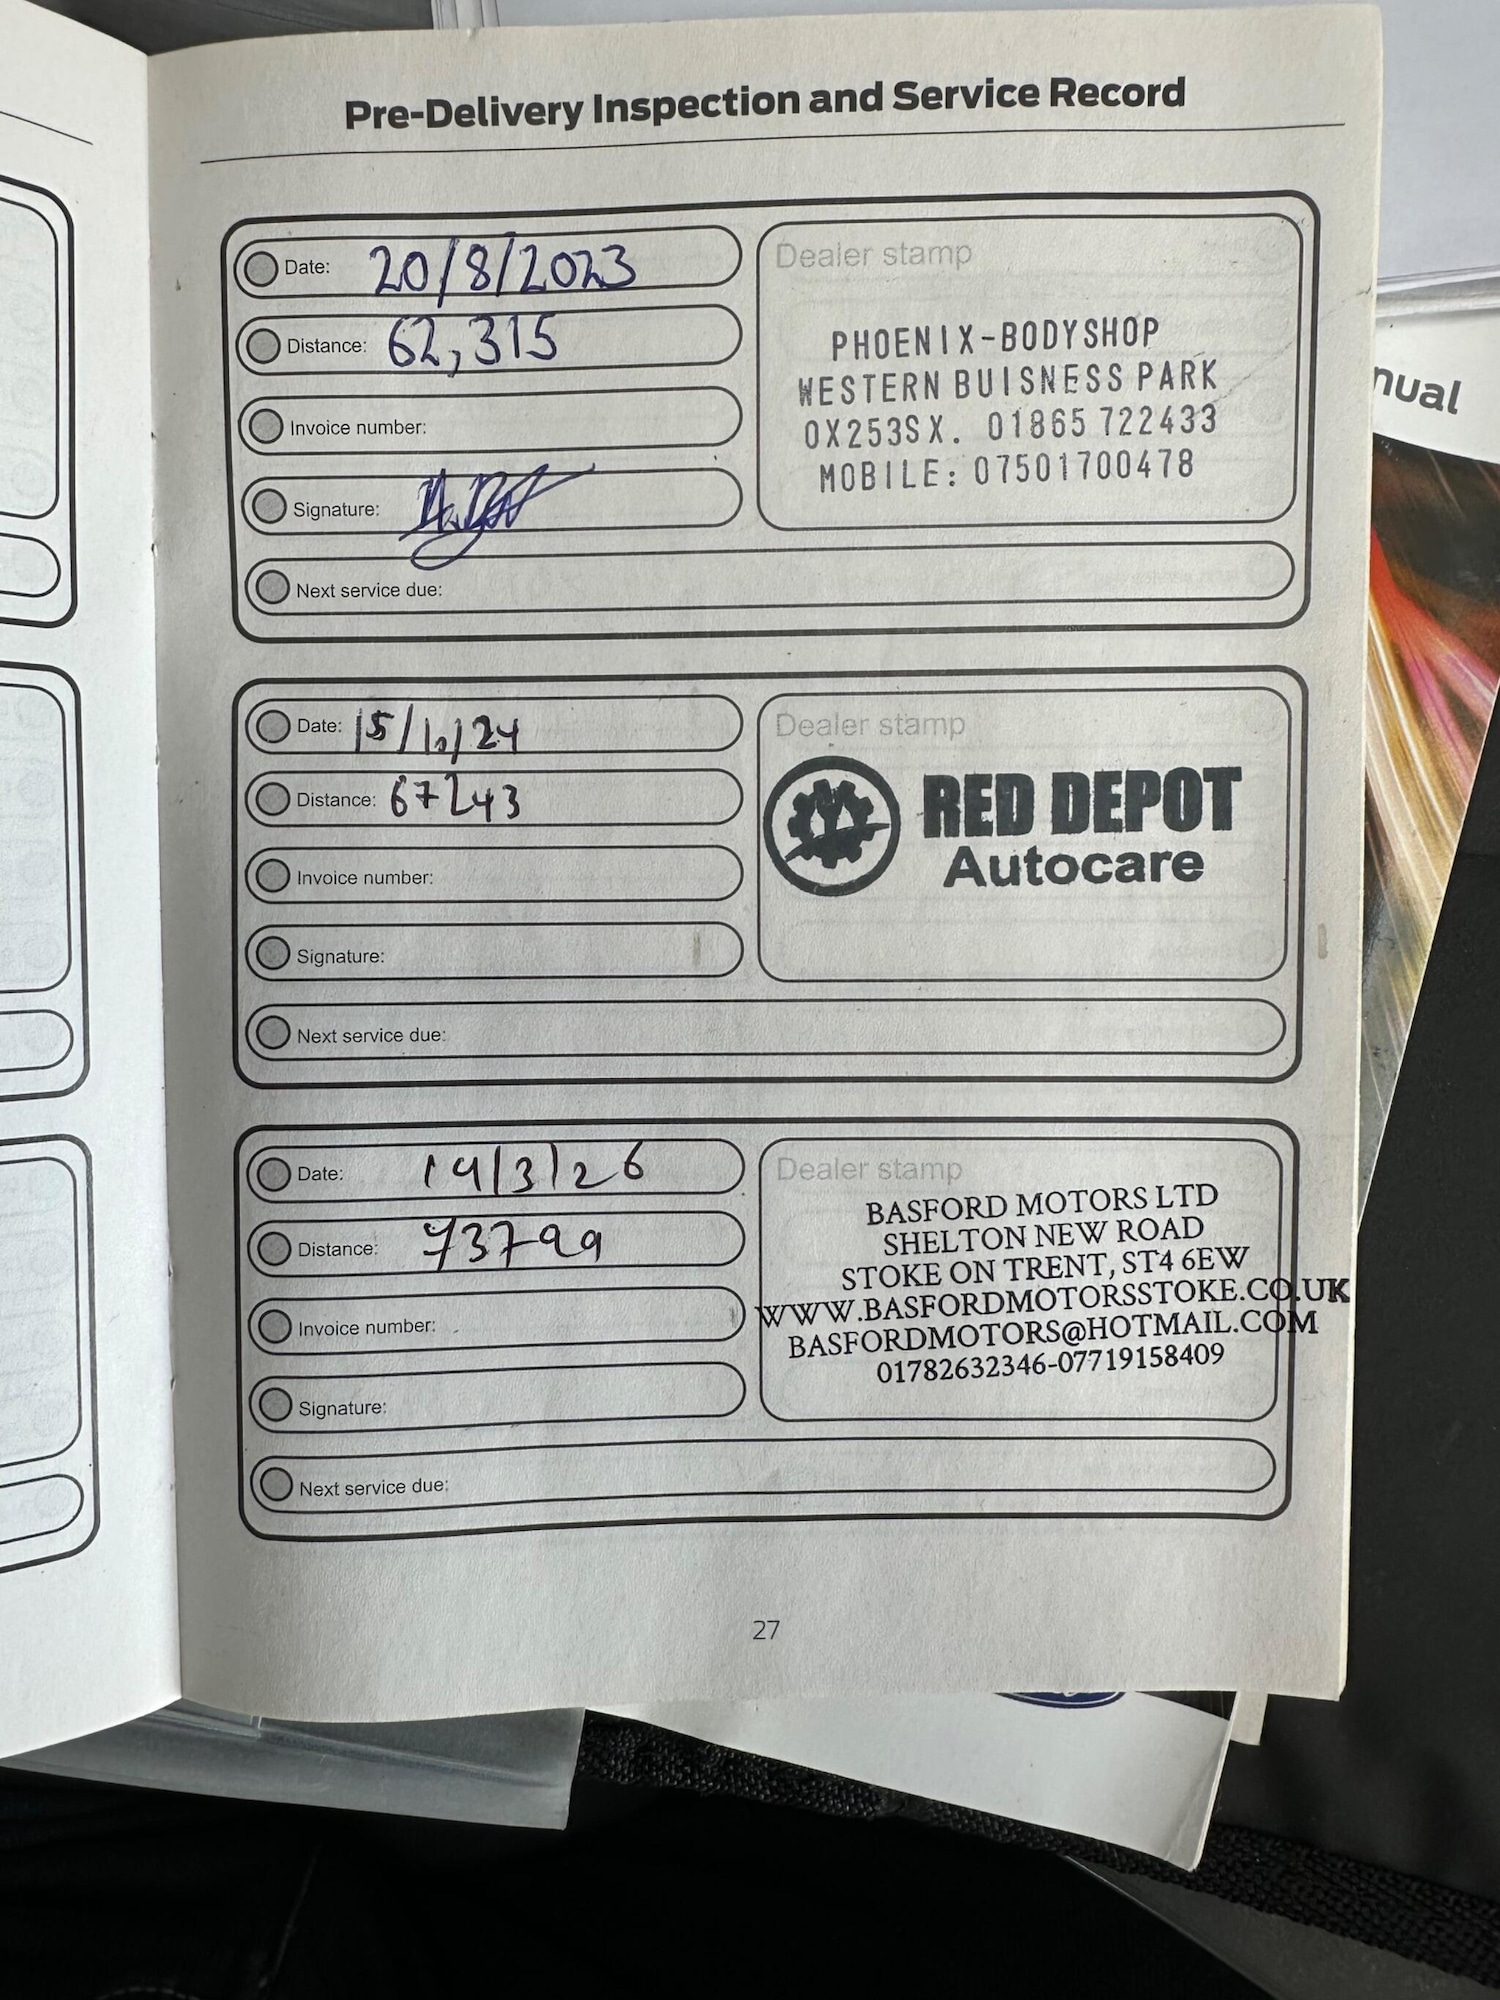 Pre-Delivery Inspection and Service Record
Date: 20/8/2023
Distance: 62,315
Invoice number:
Signature:
Next service due:
Dealer stamp
PHOENIX-BODYSHOP
WESTERN BUISNESS PARK
OX253SX. 01865 722433
MOBILE: 07501700478
Date: 15/10/24
Distance: 67243
Invoice number:
Signature:
Next service due:
Dealer stamp
RED DEPOT
Autocare
Date: 19/3/26
Distance: 73799
Invoice number:
Signature:
Next service due:
Dealer stamp
BASFORD MOTORS LTD
SHELTON NEW ROAD
STOKE ON TRENT, ST4 6EW
WWW.BASFORDMOTORSSTOKE.CO.UK
BASFORDMOTORS@HOTMAIL.COM
01782632346-07719158409
27
nual